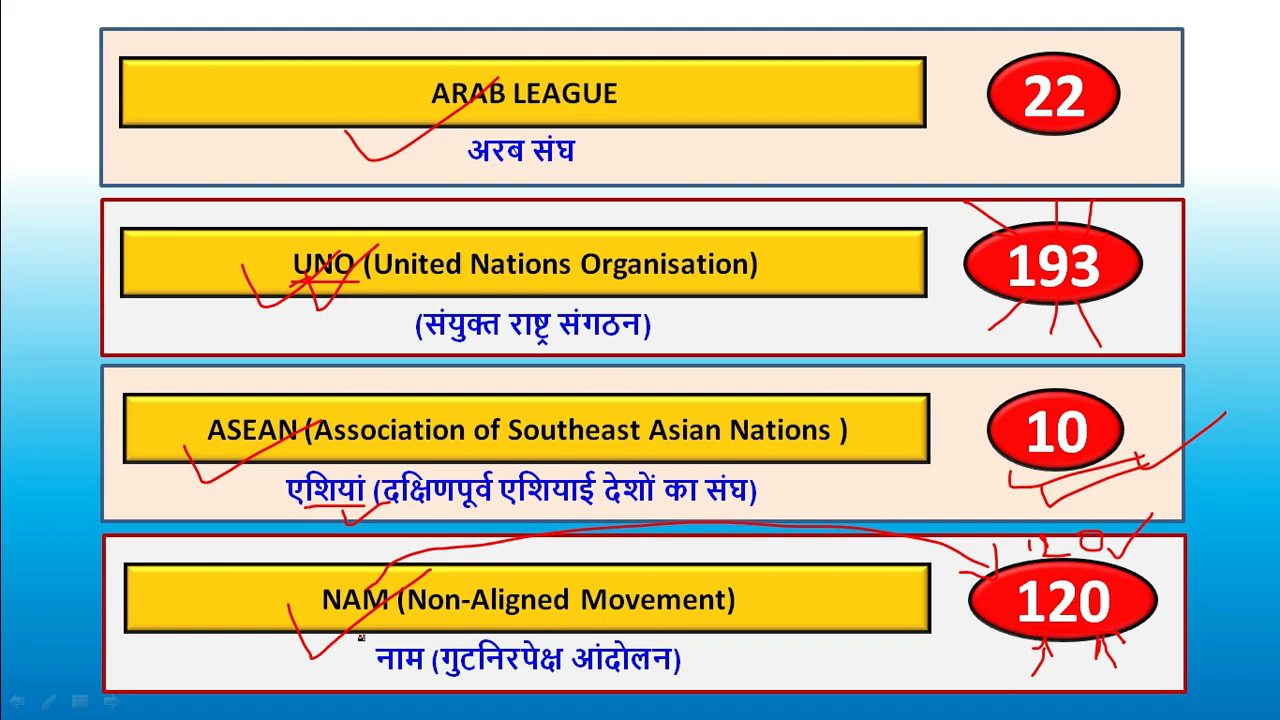 ARAB LEAGUE
22
अरब संघ
UNO (United Nations Organisation)
193
(संयुक्त राष्ट्र संगठन)
ASEAN (Association of Southeast Asian Nations )
10
एशियां (दक्षिणपूर्व एशियाई देशों का संघ)
120
NAM (Non-Aligned Movement)
120
नाम (गुटनिरपेक्ष आंदोलन)